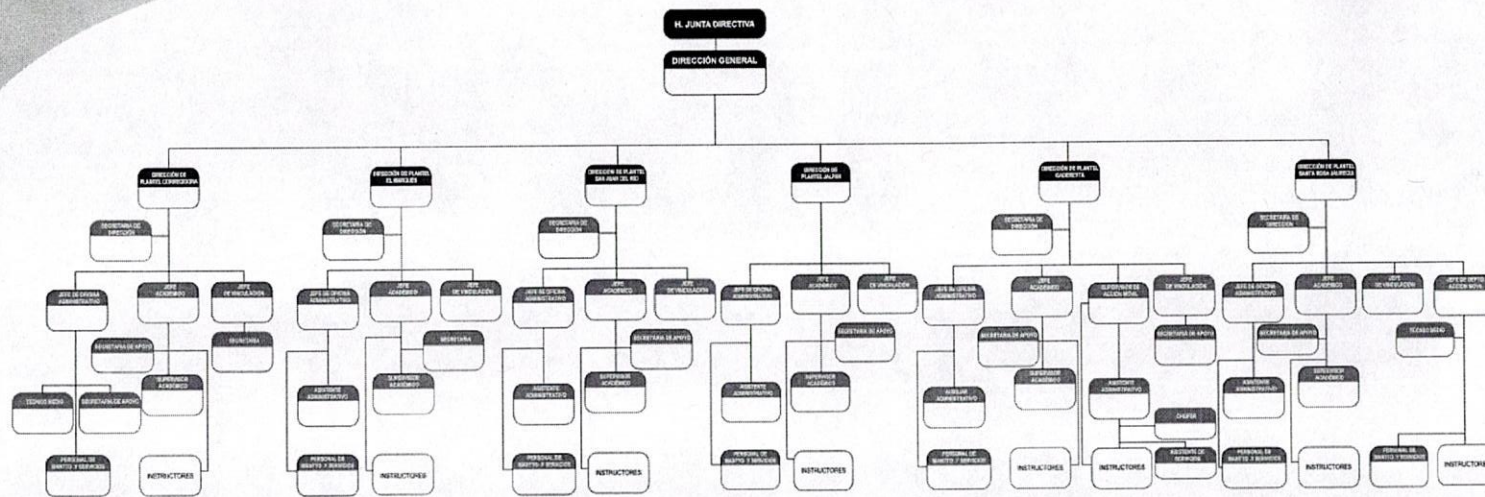 H. JUNTA DIRECTIVA
DIRECCIÓN GENERAL
DIRECCIÓN DE
PLANTEL CORREGIDORA
DIRECCIÓN DE PLANTEL
EL MARQUÉS
DIRECCIÓN DE PLANTEL
SAN JUAN DEL RÍO
DIRECCIÓN DE
PLANTEL JALPAN
DIRECCIÓN DE PLANTEL
CADEREYTA
DIRECCIÓN DE PLANTEL
SANTA ROSA JÁUREGUI
SECRETARIA DE
DIRECCIÓN
SECRETARIA DE
DIRECCIÓN
SECRETARIA DE
DIRECCIÓN
SECRETARIA DE
DIRECCIÓN
SECRETARIA DE
DIRECCIÓN
JEFE DE OFICINA
ADMINISTRATIVO
JEFE
ACADÉMICO
JEFE
DE VINCULACIÓN
JEFE DE OFICINA
ADMINISTRATIVO
JEFE
ACADÉMICO
JEFE
DE VINCULACIÓN
JEFE DE OFICINA
ADMINISTRATIVO
JEFE
ACADÉMICO
JEFE
DE VINCULACIÓN
JEFE DE OFICINA
ADMINISTRATIVO
JEFE
ACADÉMICO
JEFE
DE VINCULACIÓN
JEFE DE OFICINA
ADMINISTRATIVO
JEFE
ACADÉMICO
SUPERVISOR DE
ACCIÓN MÓVIL
JEFE
DE VINCULACIÓN
JEFE DE OFICINA
ADMINISTRATIVO
JEFE
ACADÉMICO
JEFE
DE VINCULACIÓN
ACCIÓN MÓVIL
SECRETARIA DE APOYO
SECRETARIA
SECRETARIA
SECRETARIA DE APOYO
SECRETARIA DE APOYO
SECRETARIA DE APOYO
SECRETARIA DE APOYO
SECRETARIA DE APOYO
TÉCNICO MEDIO
SUPERVISOR
ACADÉMICO
ASISTENTE
ADMINISTRATIVO
SUPERVISOR
ACADÉMICO
ASISTENTE
ADMINISTRATIVO
SUPERVISOR
ACADÉMICO
ASISTENTE
ADMINISTRATIVO
SUPERVISOR
ACADÉMICO
ASISTENTE
ADMINISTRATIVO
SUPERVISOR
ACADÉMICO
ASISTENTE
ADMINISTRATIVO
ASISTENTE
ADMINISTRATIVO
SUPERVISOR
ACADÉMICO
TÉCNICO MEDIO
SECRETARIA DE APOYO
CHOFER
PERSONAL DE
MANTTO. Y SERVICIOS
INSTRUCTORES
PERSONAL DE
MANTTO. Y SERVICIOS
INSTRUCTORES
PERSONAL DE
MANTTO. Y SERVICIOS
INSTRUCTORES
PERSONAL DE
MANTTO. Y SERVICIOS
INSTRUCTORES
PERSONAL DE
MANTTO. Y SERVICIOS
INSTRUCTORES
INSTRUCTORES
ASISTENTE DE
SERVICIOS
PERSONAL DE
MANTTO. Y SERVICIOS
INSTRUCTORES
PERSONAL DE
MANTTO. Y SERVICIOS
INSTRUCTORES